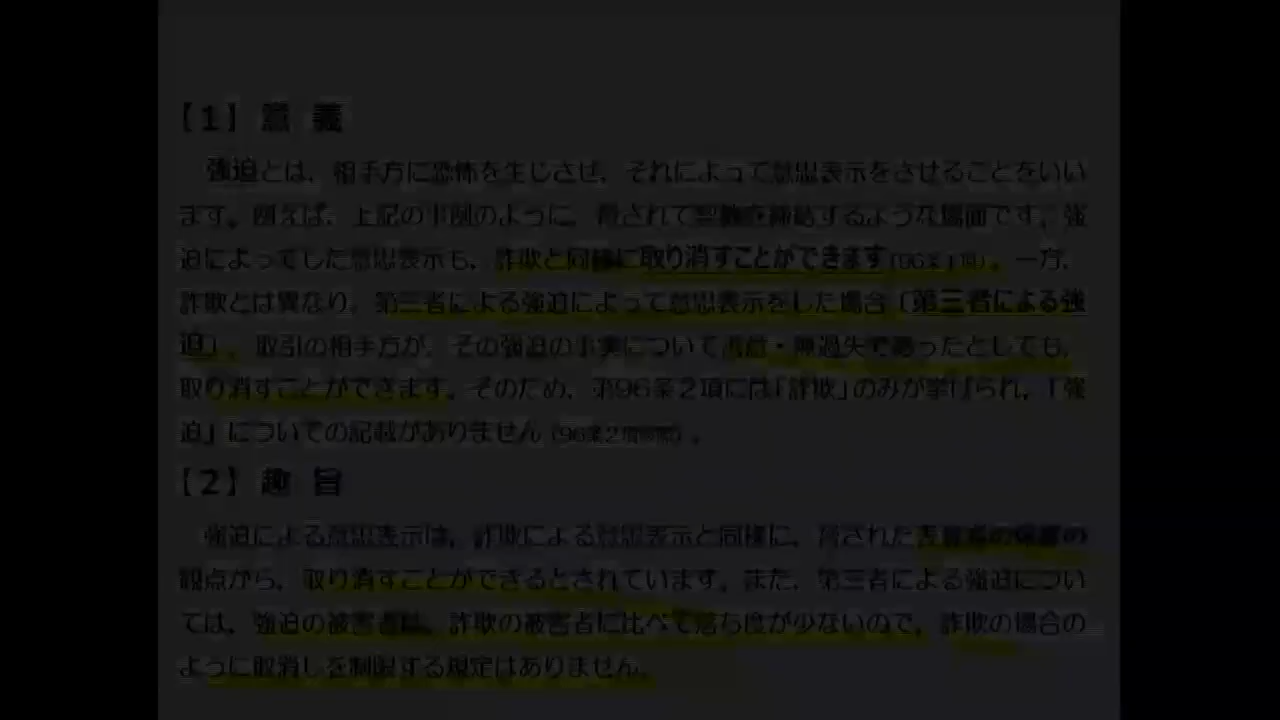 【1】 意 義
強迫とは、相手方に恐怖を生じさせ、それによって意思表示をさせることをいい
ます。例えば、上記の事例のように、脅されて契約を締結するような場面です。強
迫によってした意思表示も、詐欺と同様に取り消すことができます(96条1項)。一方、
詐欺とは異なり、第三者による強迫によって意思表示をした場合(第三者による強
迫)、取引の相手方が、その強迫の事実について善意・無過失であったとしても、
取り消すことができます。そのため、第96条2項には「詐欺」のみが挙げられ、「強
迫」についての記載がありません(96条2項参照)。
【2】 趣 旨
強迫による意思表示は、詐欺による意思表示と同様に、脅された表意者の保護の
観点から、取り消すことができるとされています。また、第三者による強迫につい
ては、強迫の被害者は、詐欺の被害者に比べて落ち度が少ないので、詐欺の場合の
ように取消しを制限する規定はありません。